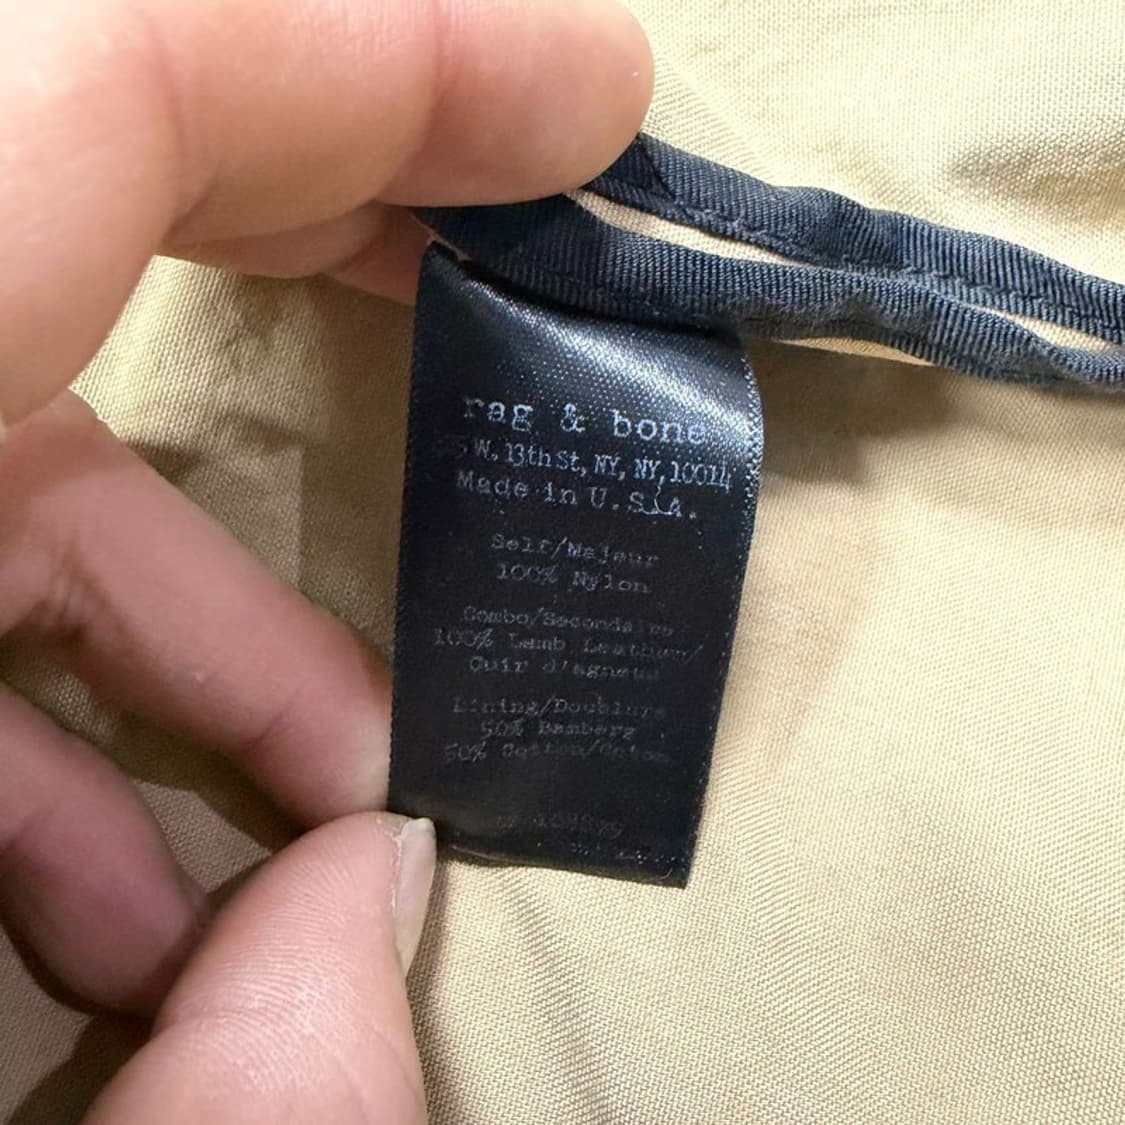 rag & bone
W. 13th St, NY, NY, 10014
Made in U.S.A.
Self/Majeur
100% Nylon
Combo/Secondaire
100% Lamb Leather/
Cuir d'agneau
Lining/Doublure
50% Bemberg
50% Cotton/Coton